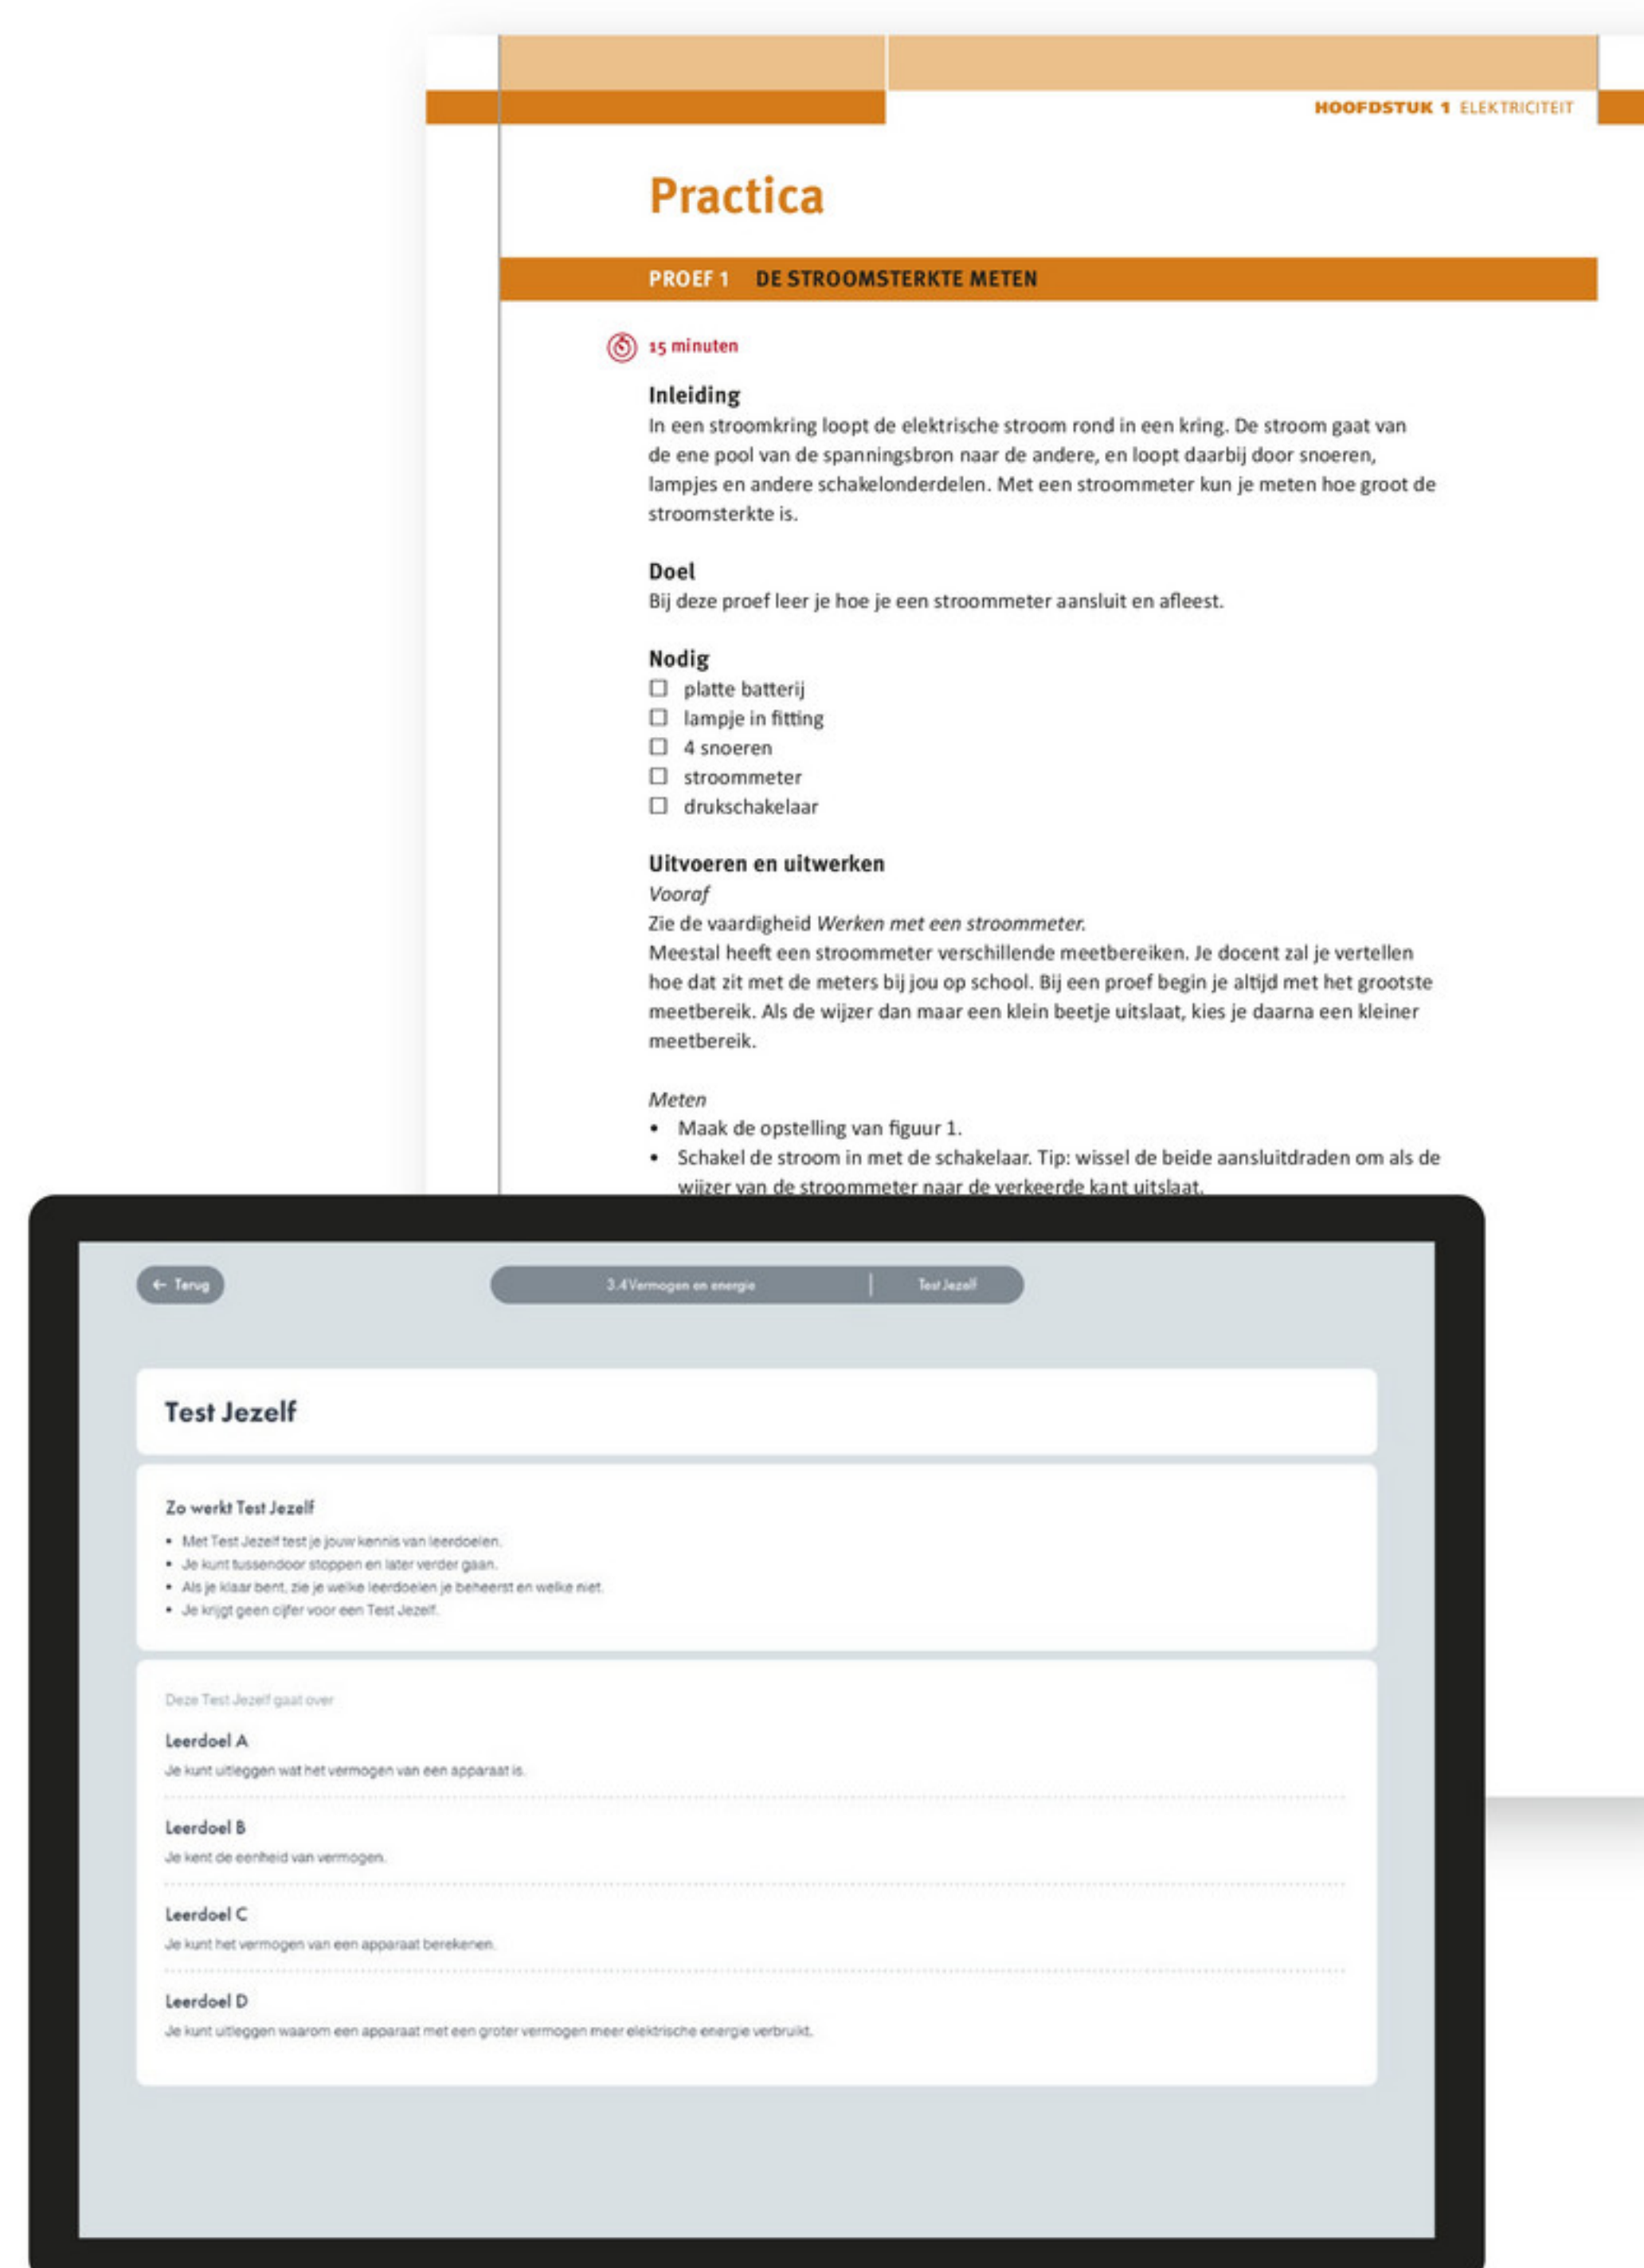 HOOFDSTUK 1 ELEKTRICITEIT
Practica
PROEF 1 DE STROOMSTERKTE METEN
15 minuten
Inleiding
In een stroomkring loopt de elektrische stroom rond in een kring. De stroom gaat van
de ene pool van de spanningsbron naar de andere, en loopt daarbij door snoeren,
lampjes en andere schakelonderdelen. Met een stroommeter kun je meten hoe groot de
stroomsterkte is.
Doel
Bij deze proef leer je hoe je een stroommeter aansluit en afleest.
Nodig
☐ platte batterij
☐ lampje in fitting
☐ 4 snoeren
☐ stroommeter
☐ drukschakelaar
Uitvoeren en uitwerken
Vooraf
Zie de vaardigheid Werken met een stroommeter.
Meestal heeft een stroommeter verschillende meetbereiken. Je docent zal je vertellen
hoe dat zit met de meters bij jou op school. Bij een proef begin je altijd met het grootste
meetbereik. Als de wijzer dan maar een klein beetje uitslaat, kies je daarna een kleiner
meetbereik.
Meten
• Maak de opstelling van figuur 1.
• Schakel de stroom in met de schakelaar. Tip: wissel de beide aansluitdraden om als de
wijzer van de stroommeter naar de verkeerde kant uitslaat.
← Terug
3.4 Vermogen en energie | Test Jezelf
Test Jezelf
Zo werkt Test Jezelf
• Met Test Jezelf test je jouw kennis van leerdoelen.
• Je kunt tussendoor stoppen en later verder gaan.
• Als je klaar bent, zie je welke leerdoelen je beheerst en welke niet.
• Je krijgt geen cijfer voor een Test Jezelf.
Deze Test Jezelf gaat over
Leerdoel A
Je kunt uitleggen wat het vermogen van een apparaat is.
Leerdoel B
Je kent de eenheid van vermogen.
Leerdoel C
Je kunt het vermogen van een apparaat berekenen.
Leerdoel D
Je kunt uitleggen waarom een apparaat met een groter vermogen meer elektrische energie verbruikt.